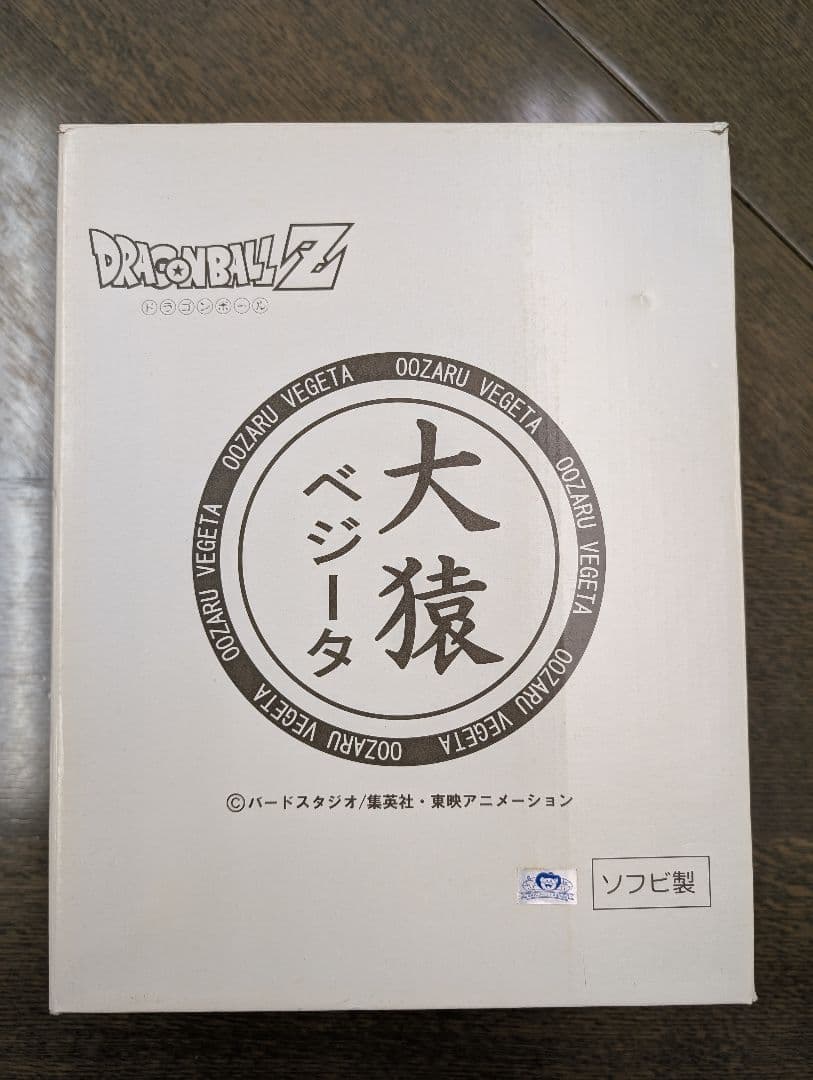 DRAGONBALL Z
ドラゴンボール
OOZARU VEGETA OOZARU VEGETA OOZARU VEGETA OOZARU VEGETA OOZARU VEGETA OOZARU VEGETA
大猿
ベジータ
©バードスタジオ/集英社・東映アニメーション
ソフビ製